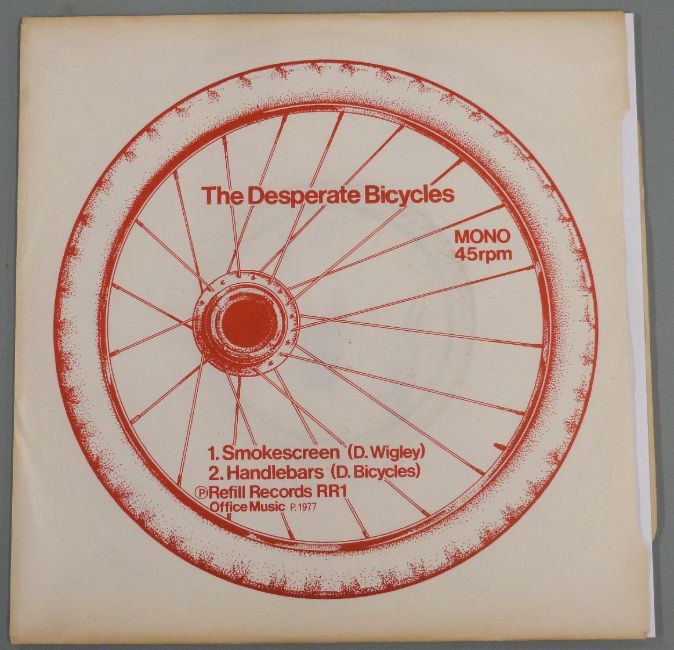 The Desperate Bicycles
MONO
45rpm
1. Smokescreen (D. Wigley)
2. Handlebars (D. Bicycles)
℗Refill Records RR1
Office Music P. 1977